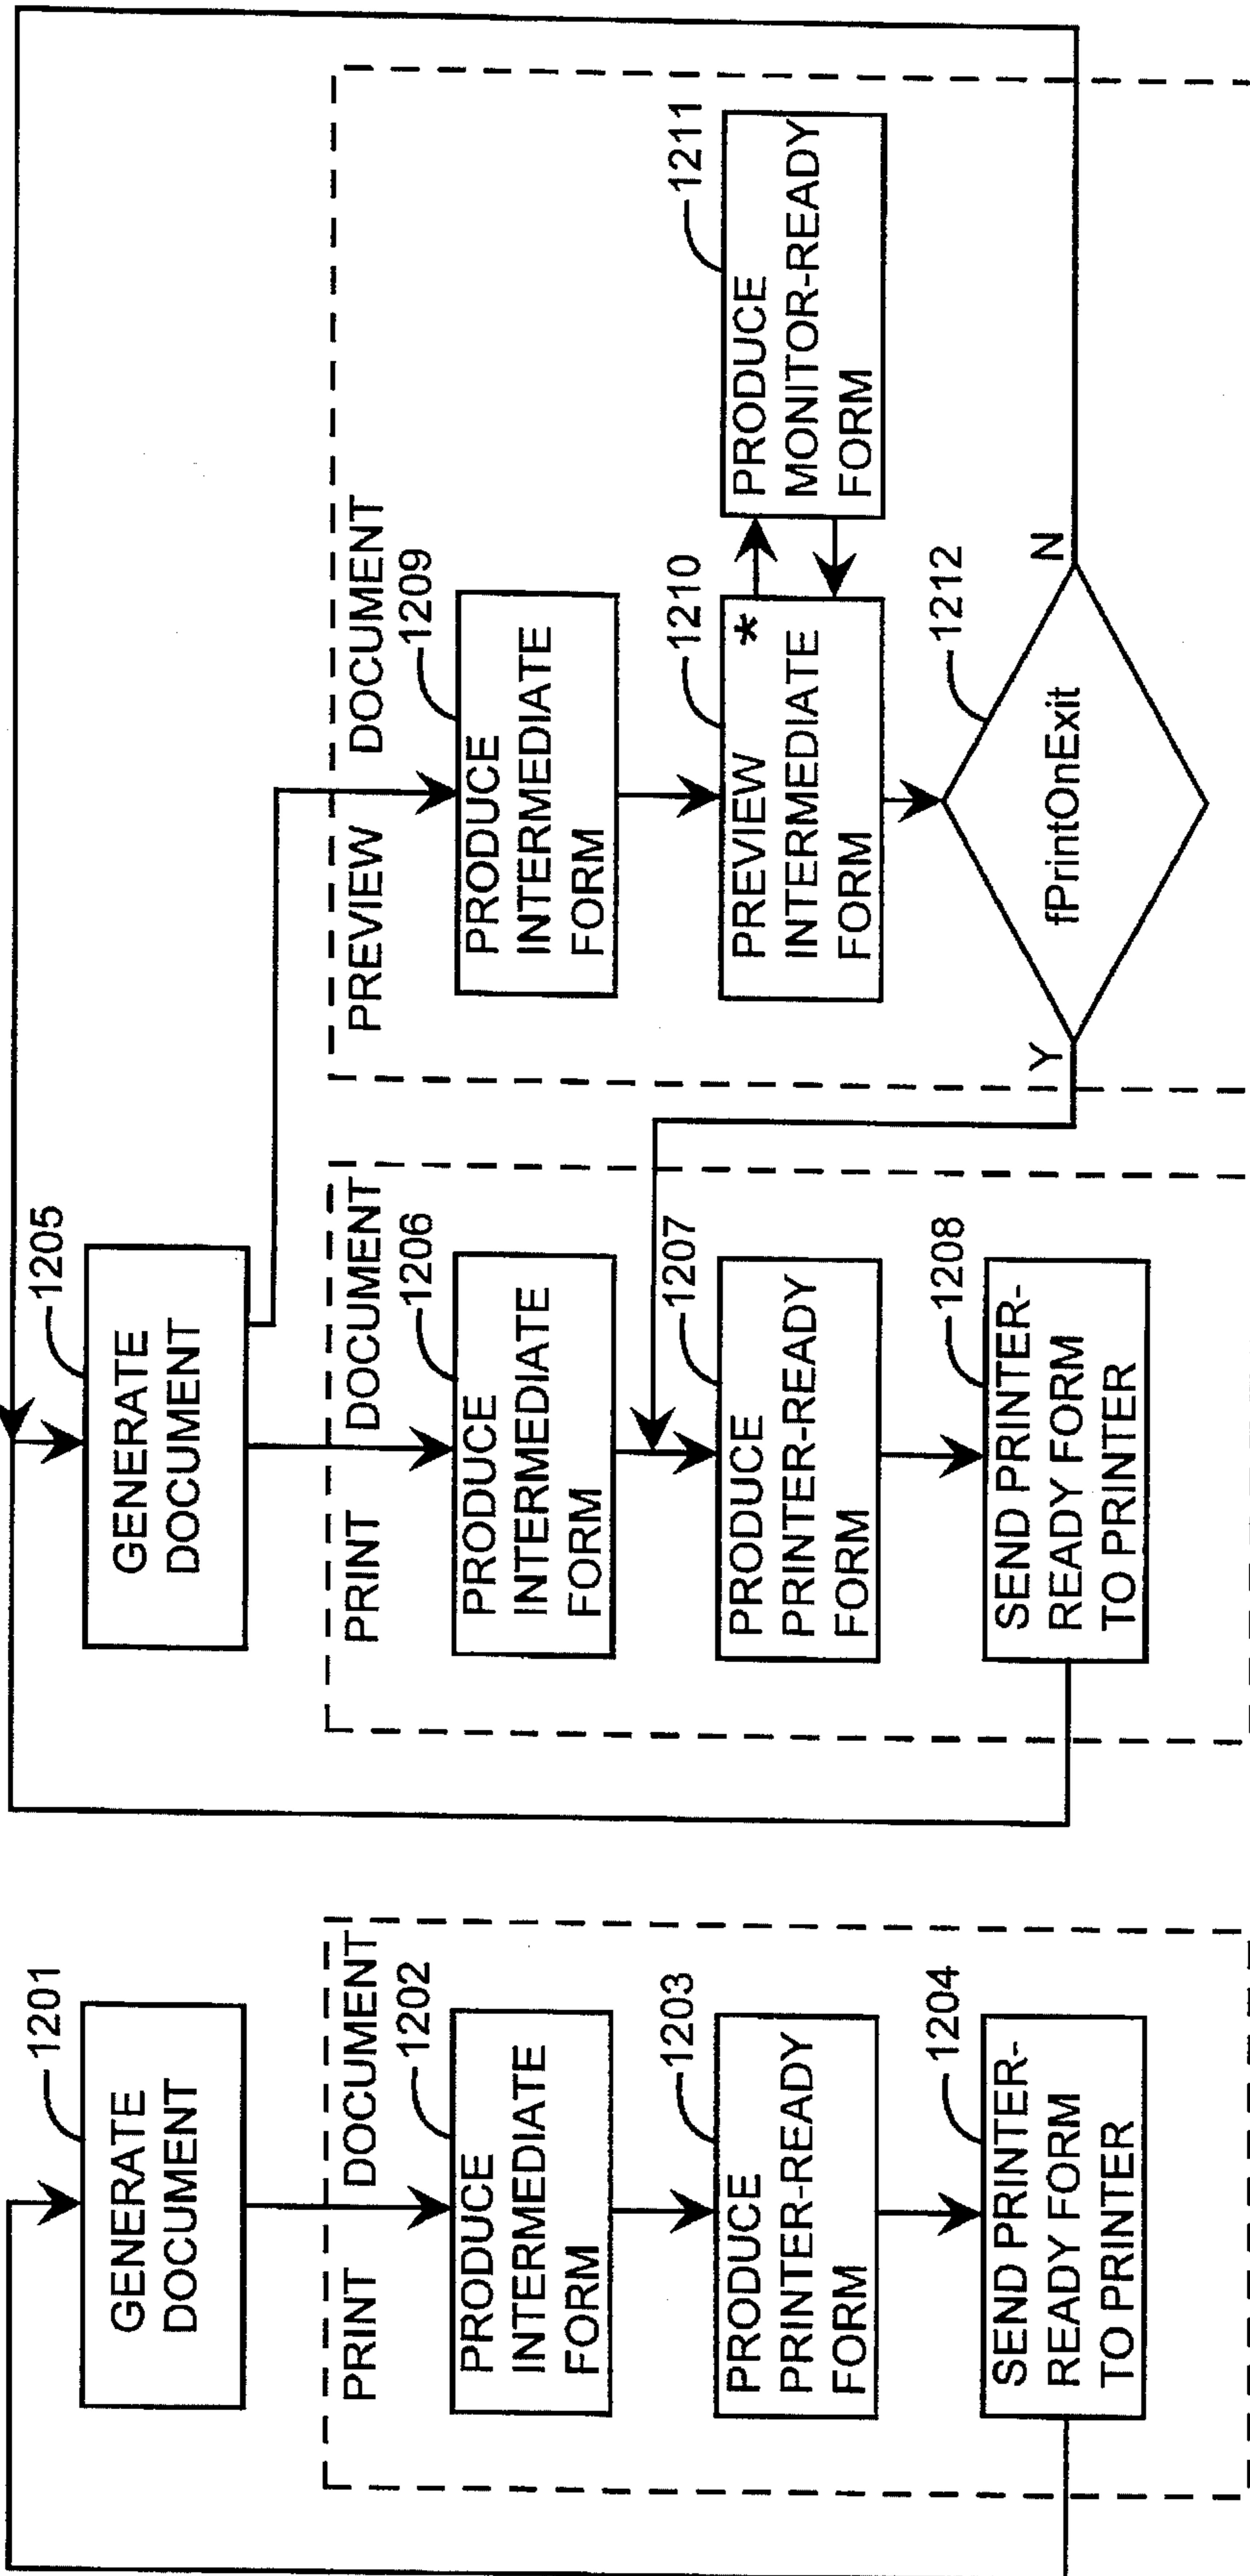 1201
GENERATE
DOCUMENT
PRINT DOCUMENT
1202
PRODUCE
INTERMEDIATE
FORM
1203
PRODUCE
PRINTER-READY
FORM
1204
SEND PRINTER-
READY FORM
TO PRINTER
1205
GENERATE
DOCUMENT
PRINT DOCUMENT
1206
PRODUCE
INTERMEDIATE
FORM
1207
PRODUCE
PRINTER-READY
FORM
1208
SEND PRINTER-
READY FORM
TO PRINTER
PREVIEW DOCUMENT
1209
PRODUCE
INTERMEDIATE
FORM
1210
PREVIEW *
INTERMEDIATE
FORM
1211
PRODUCE
MONITOR-READY
FORM
1212
Y
fPrintOnExit
N